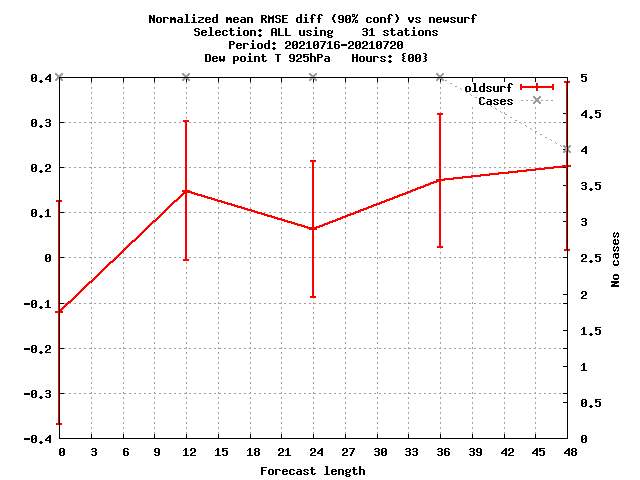 Normalized mean RMSE diff (90% conf) vs newsurf
Selection: ALL using    31 stations
Period: 20210716-20210720
Dew point T 925hPa   Hours: {00}
oldsurf
Cases
0.4
0.3
0.2
0.1
0
-0.1
-0.2
-0.3
-0.4
5
4.5
4
3.5
3
2.5
2
1.5
1
0.5
0
No cases
0 3 6 9 12 15 18 21 24 27 30 33 36 39 42 45 48
Forecast length